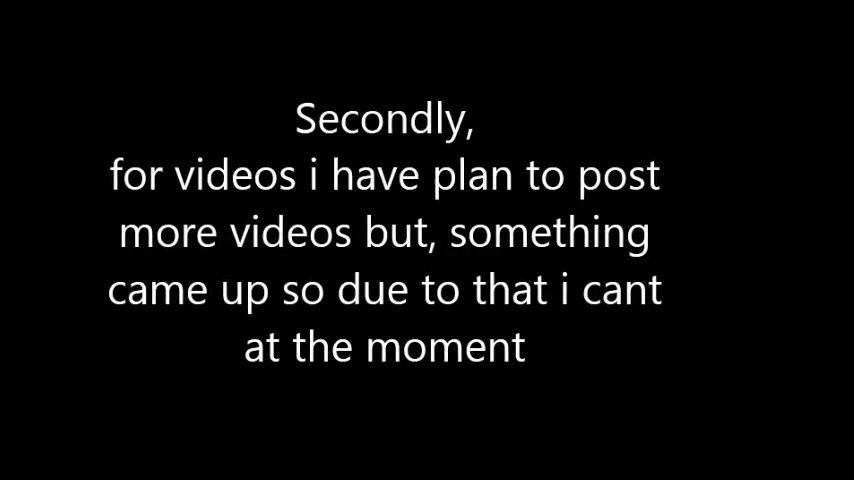 Secondly,
for videos i have plan to post
more videos but, something
came up so due to that i cant
at the moment